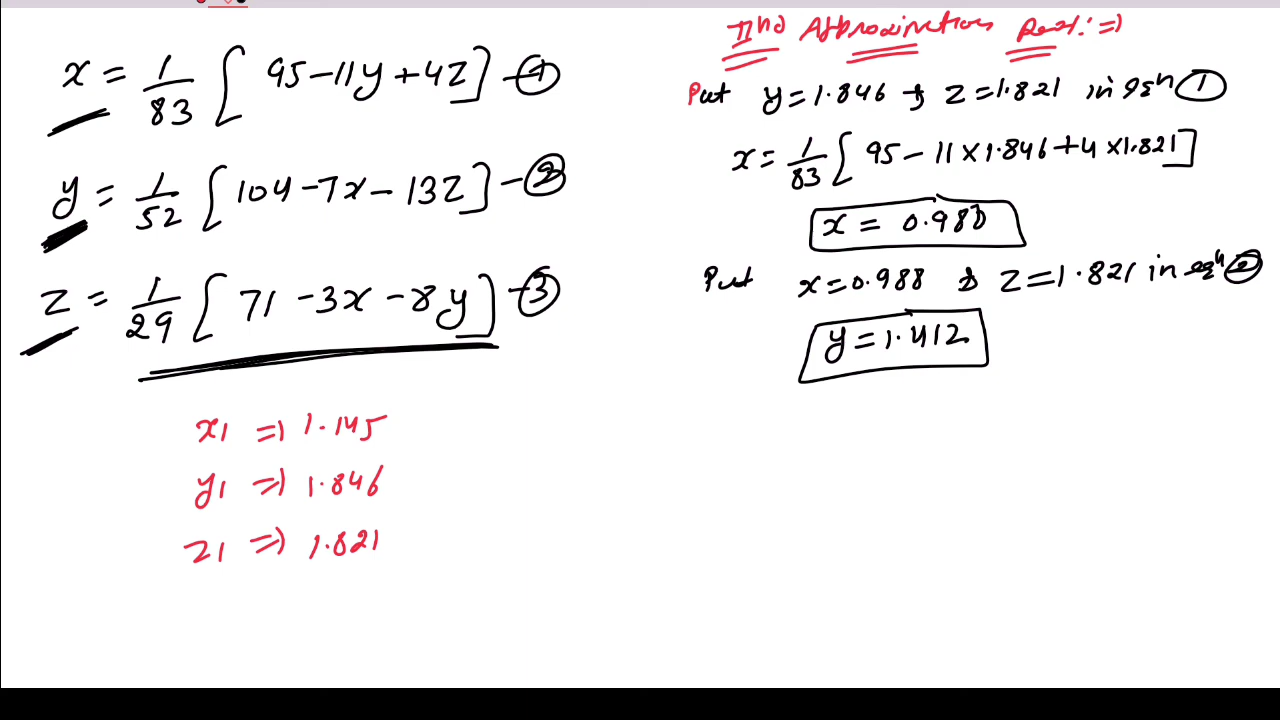 x = 1/83 [ 95 - 11y + 4z ] - ①
y = 1/52 [ 104 - 7x - 13z ] - ②
z = 1/29 [ 71 - 3x - 8y ] - ③
x1 => 1.145
y1 => 1.846
z1 => 1.821
IInd Approximation =>
Put y = 1.846 & z = 1.821 in eqn ①
x = 1/83 [ 95 - 11 × 1.846 + 4 × 1.821 ]
x = 0.988
Put x = 0.988 & z = 1.821 in eqn ②
y = 1.412